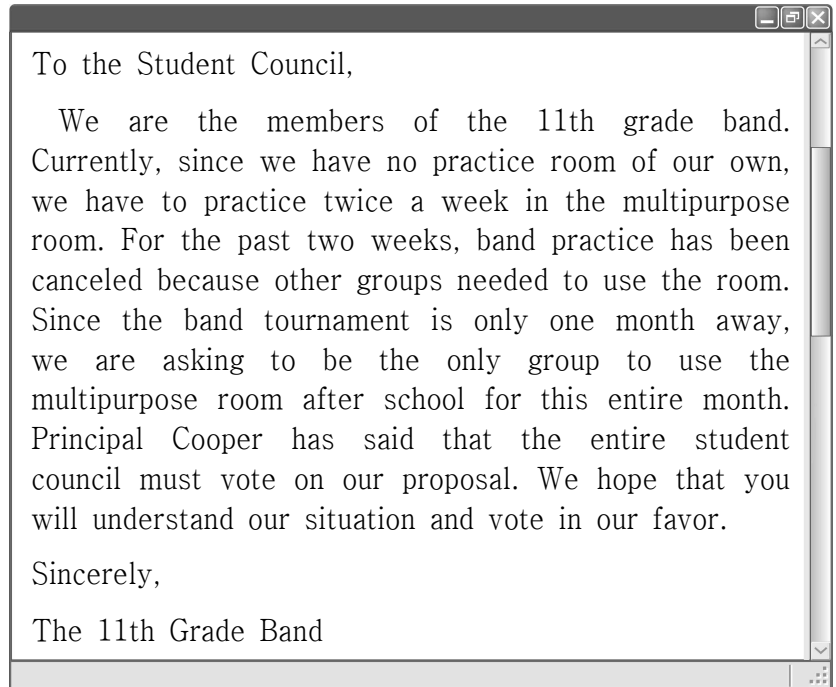 To the Student Council,
We are the members of the 11th grade band.
Currently, since we have no practice room of our own,
we have to practice twice a week in the multipurpose
room. For the past two weeks, band practice has been
canceled because other groups needed to use the room.
Since the band tournament is only one month away,
we are asking to be the only group to use the
multipurpose room after school for this entire month.
Principal Cooper has said that the entire student
council must vote on our proposal. We hope that you
will understand our situation and vote in our favor.
Sincerely,
The 11th Grade Band